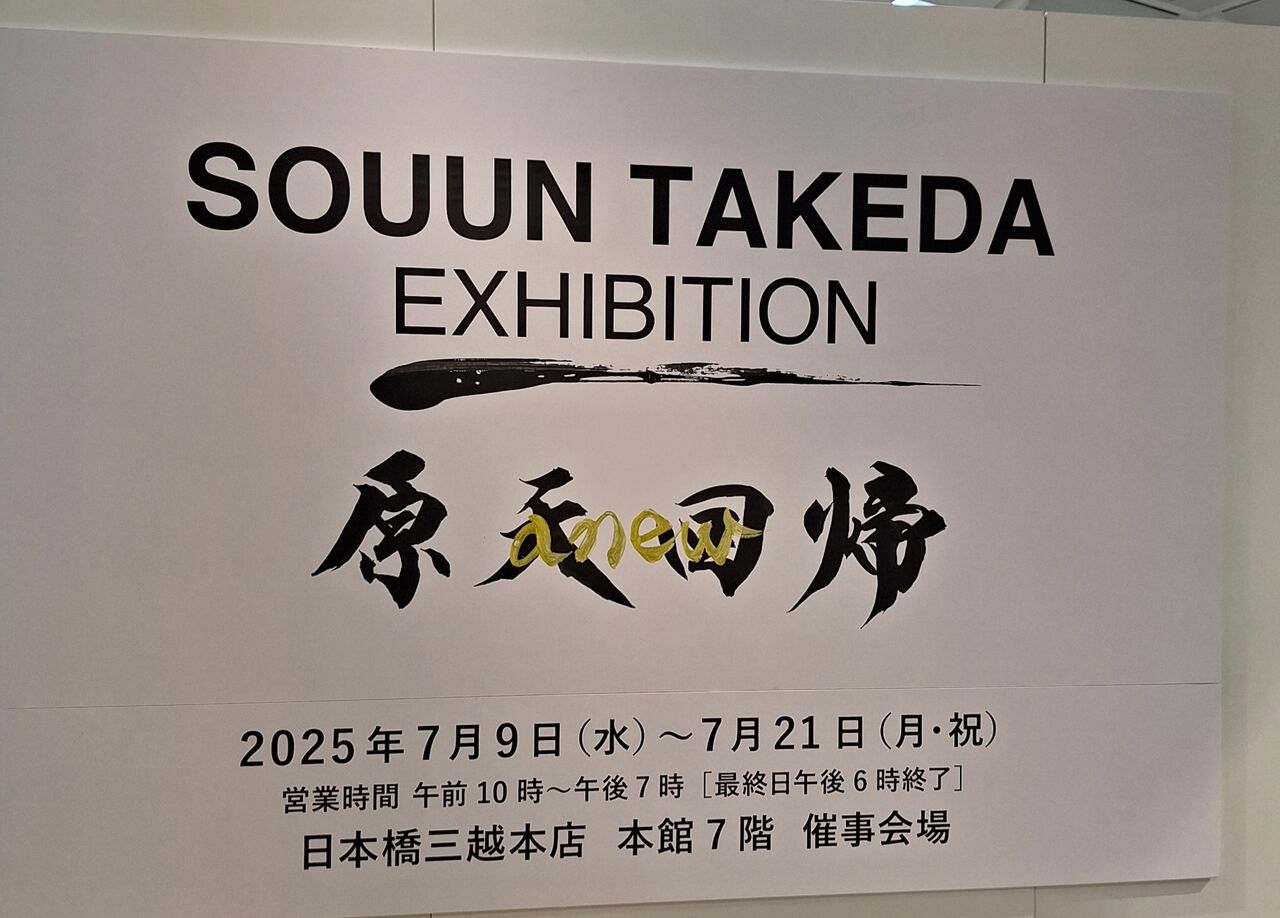 SOUUN TAKEDA
EXHIBITION
原点回帰
anew
2025年7月9日（水）～7月21日（月・祝）
営業時間 午前10時～午後7時［最終日午後6時終了］
日本橋三越本店 本館7階 催事会場